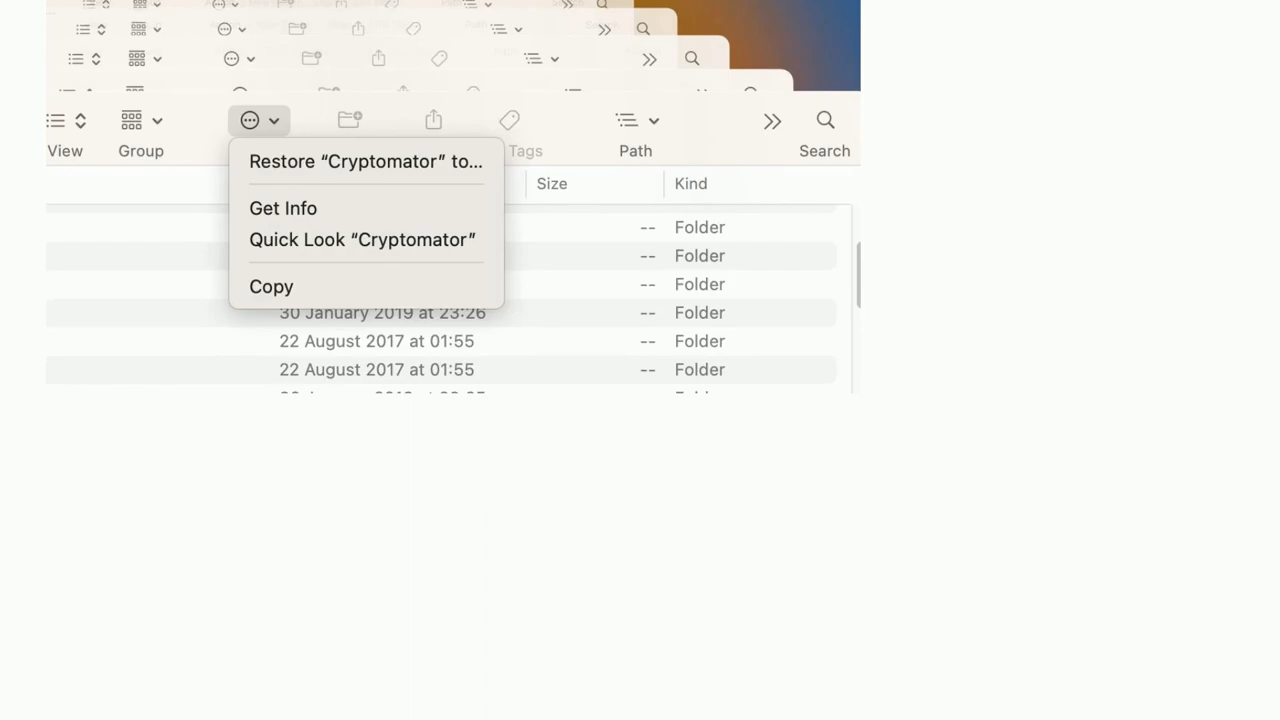 View Group Tags Path Search
Restore “Cryptomator” to...
Size Kind
Get Info
-- Folder
Quick Look “Cryptomator”
-- Folder
Copy
-- Folder
30 January 2019 at 23:26 -- Folder
22 August 2017 at 01:55 -- Folder
22 August 2017 at 01:55 -- Folder